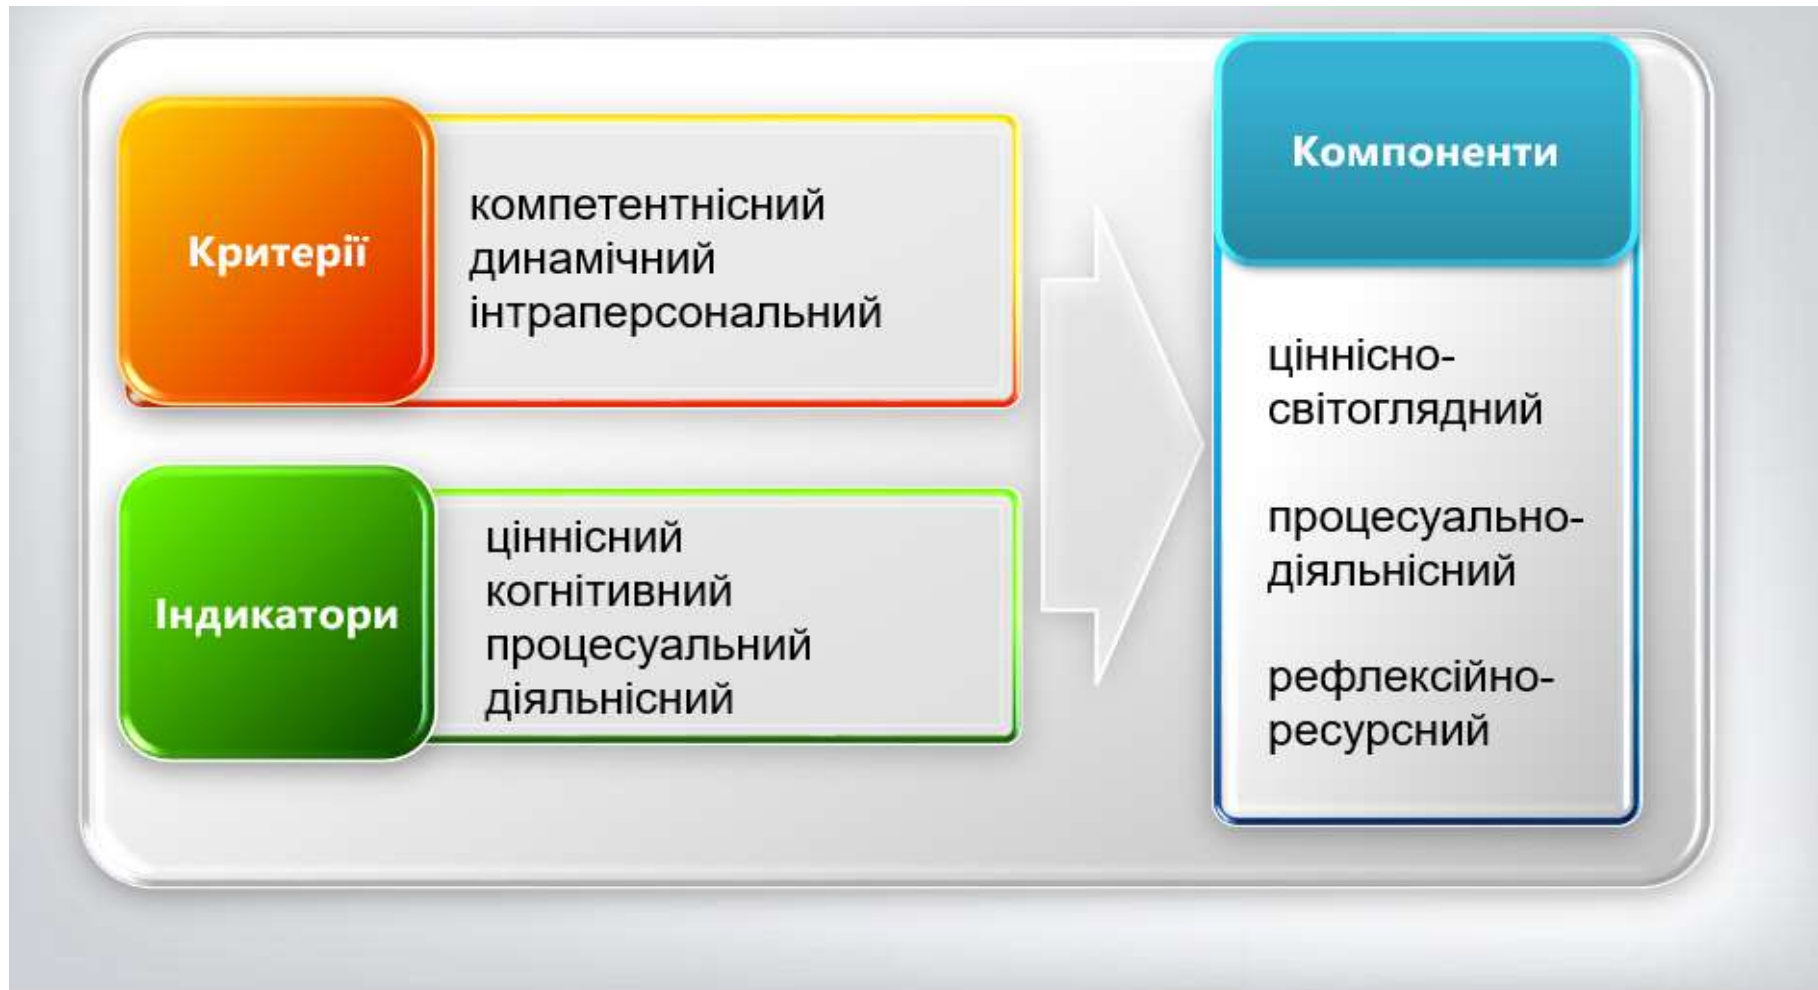 Критерії
компетентнісний
динамічний
інтраперсональний
Індикатори
ціннісний
когнітивний
процесуальний
діяльнісний
Компоненти
ціннісно-
світоглядний
процесуально-
діяльнісний
рефлексійно-
ресурсний